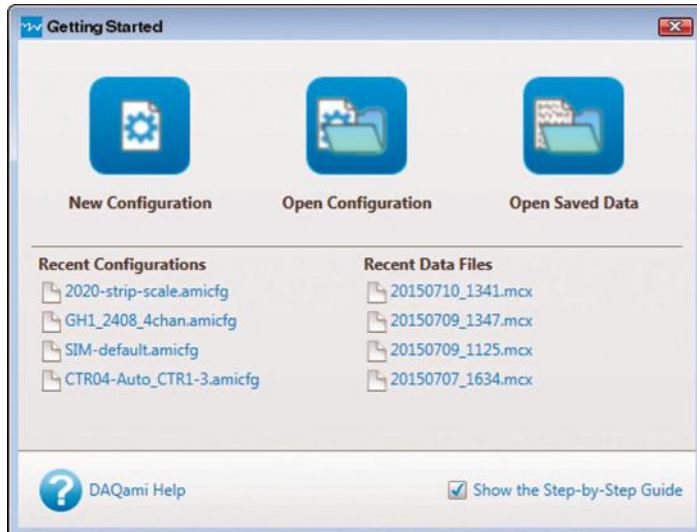 Getting Started
New Configuration
Open Configuration
Open Saved Data
Recent Configurations
2020-strip-scale.amicfg
GH1_2408_4chan.amicfg
SIM-default.amicfg
CTR04-Auto_CTR1-3.amicfg
Recent Data Files
20150710_1341.mcx
20150709_1347.mcx
20150709_1125.mcx
20150707_1634.mcx
? DAQami Help
Show the Step-by-Step Guide